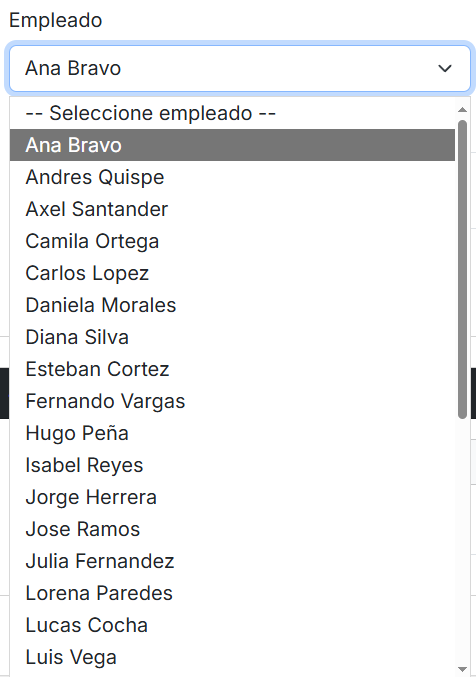 Empleado
Ana Bravo
-- Seleccione empleado --
Ana Bravo
Andres Quispe
Axel Santander
Camila Ortega
Carlos Lopez
Daniela Morales
Diana Silva
Esteban Cortez
Fernando Vargas
Hugo Peña
Isabel Reyes
Jorge Herrera
Jose Ramos
Julia Fernandez
Lorena Paredes
Lucas Cocha
Luis Vega